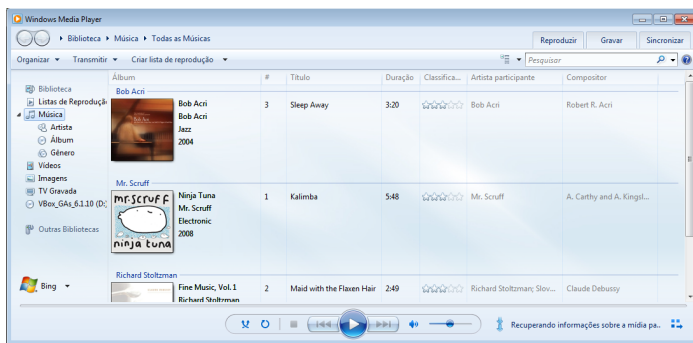 Windows Media Player
Biblioteca Música Todas as Músicas
Reproduzir Gravar Sincronizar
Organizar Transmitir Criar lista de reprodução Pesquisar
Álbum # Título Duração Classifica... Artista participante Compositor
Biblioteca
Listas de Reproduçã
Música
Artista
Álbum
Gênero
Vídeos
Imagens
TV Gravada
VBox_GAs_6.1.10 (D:)
Outras Bibliotecas
Bing
Bob Acri
Bob Acri 3 Sleep Away 3:20 Bob Acri Robert R. Acri
Bob Acri
Jazz
2004
Mr. Scruff
mr.scruff
ninja tuna
Ninja Tuna 1 Kalimba 5:48 Mr. Scruff A. Carthy and A. Kingsl...
Mr. Scruff
Electronic
2008
Richard Stoltzman
Fine Music, Vol. 1 2 Maid with the Flaxen Hair 2:49 Richard Stoltzman; Slov... Claude Debussy
Richard Stoltzman
Recuperando informações sobre a mídia pa..